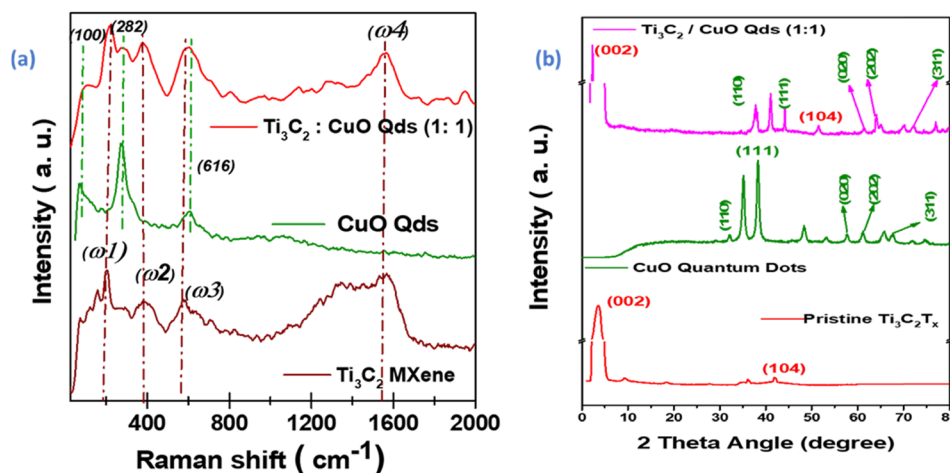 (a)
(100)
(282)
(ω4)
Ti₃C₂ : CuO Qds (1: 1)
(616)
CuO Qds
(ω1)
(ω2)
(ω3)
Ti₃C₂ MXene
Intensity ( a. u.)
400 800 1200 1600 2000
Raman shift ( cm⁻¹)
(b)
Ti₃C₂ / CuO Qds (1:1)
(002)
(110)
(111)
(104)
(020)
(202)
(311)
(111)
(110)
(020)
(202)
(311)
CuO Quantum Dots
(002)
Pristine Ti₃C₂Tₓ
(104)
Intensity ( a. u.)
0 10 20 30 40 50 60 70 80
2 Theta Angle (degree)